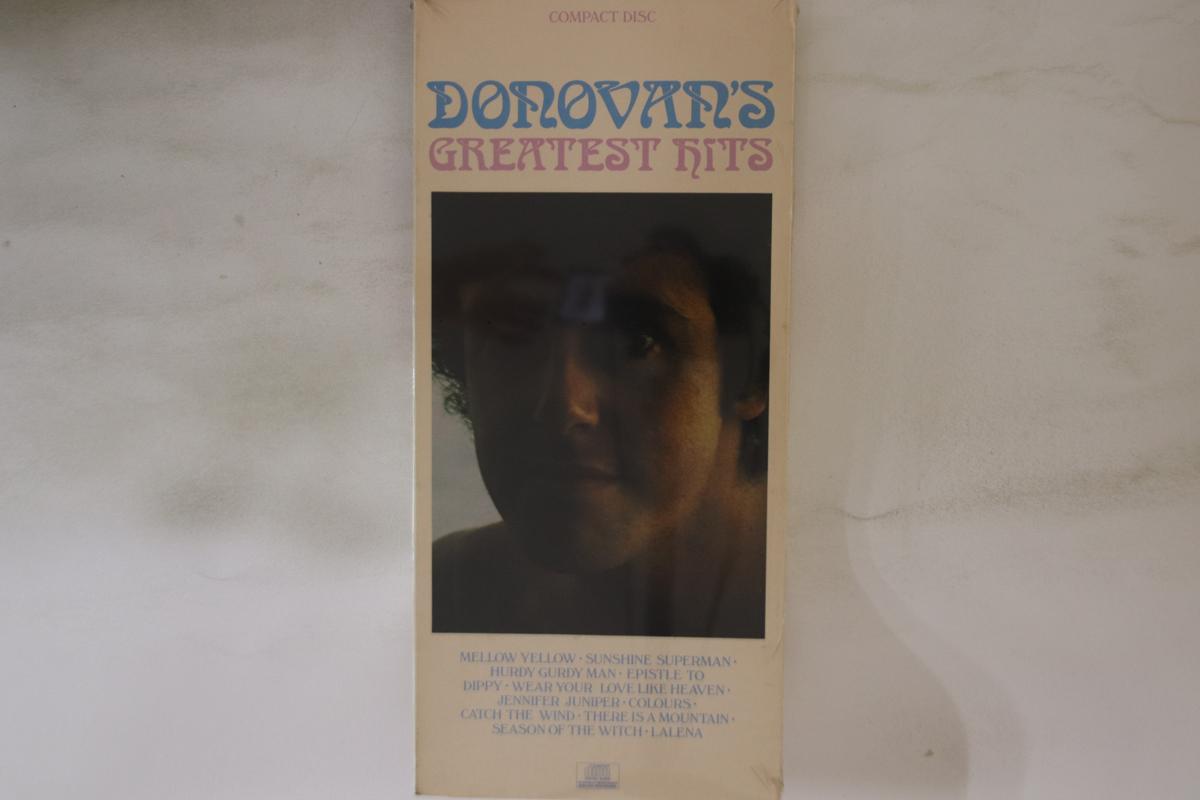 COMPACT DISC
DONOVAN'S
GREATEST HITS
MELLOW YELLOW · SUNSHINE SUPERMAN ·
HURDY GURDY MAN · EPISTLE TO
DIPPY · WEAR YOUR LOVE LIKE HEAVEN ·
JENNIFER JUNIPER · COLOURS ·
CATCH THE WIND · THERE IS A MOUNTAIN ·
SEASON OF THE WITCH · LALENA